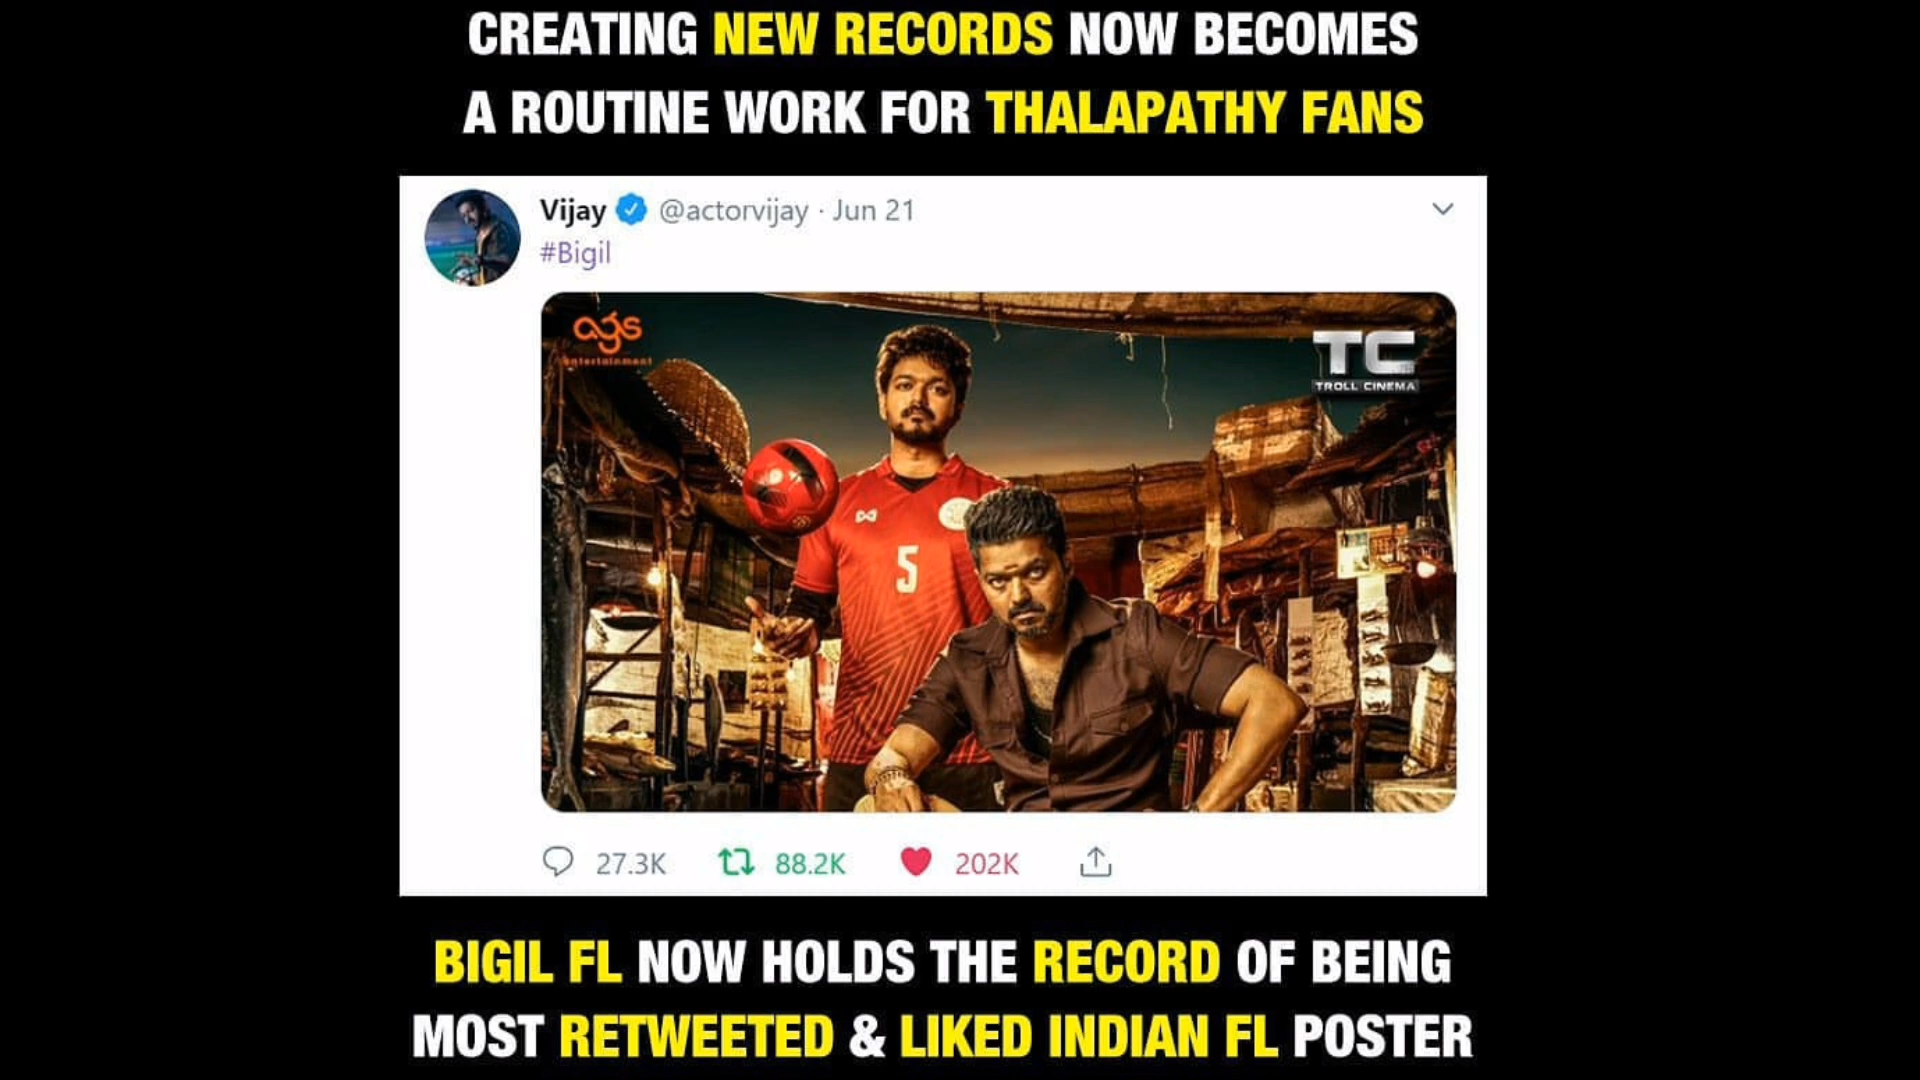 CREATING NEW RECORDS NOW BECOMES
A ROUTINE WORK FOR THALAPATHY FANS
Vijay @actorvijay · Jun 21
#Bigil
ags
entertainment
TC
TROLL CINEMA
5
27.3K 88.2K 202K
BIGIL FL NOW HOLDS THE RECORD OF BEING
MOST RETWEETED & LIKED INDIAN FL POSTER